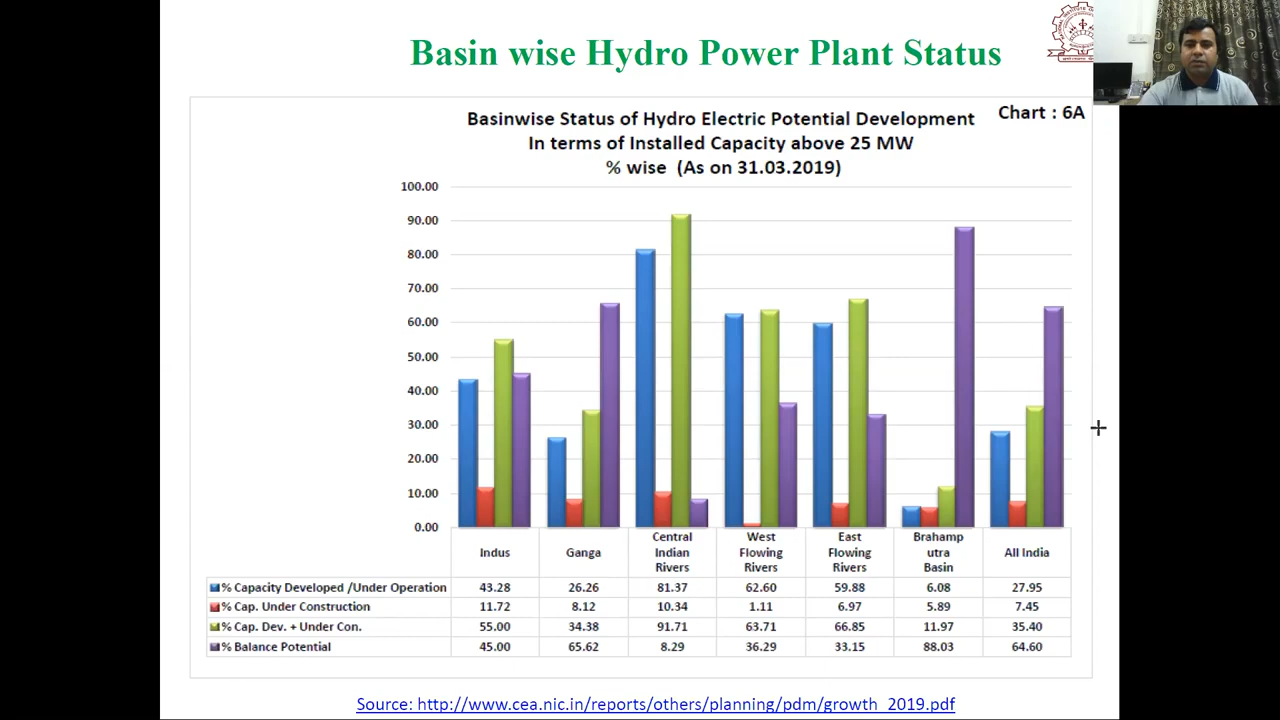 Basin wise Hydro Power Plant Status
Chart : 6A
Basinwise Status of Hydro Electric Potential Development
In terms of Installed Capacity above 25 MW
% wise (As on 31.03.2019)
100.00
90.00
80.00
70.00
60.00
50.00
40.00
30.00
20.00
10.00
0.00
Indus
Ganga
Central
Indian
Rivers
West
Flowing
Rivers
East
Flowing
Rivers
Brahamp
utra
Basin
All India
% Capacity Developed /Under Operation 43.28 26.26 81.37 62.60 59.88 6.08 27.95
% Cap. Under Construction 11.72 8.12 10.34 1.11 6.97 5.89 7.45
% Cap. Dev. + Under Con. 55.00 34.38 91.71 63.71 66.85 11.97 35.40
% Balance Potential 45.00 65.62 8.29 36.29 33.15 88.03 64.60
Source: http://www.cea.nic.in/reports/others/planning/pdm/growth_2019.pdf